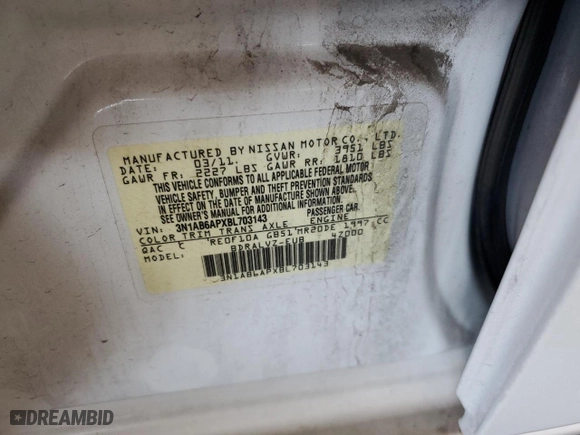 MANUFACTURED BY NISSAN MOTOR CO., LTD.
DATE: 03/11. GVWR: 3951 LBS
GAWR FR: 2227 LBS GAWR RR: 1810 LBS
THIS VEHICLE CONFORMS TO ALL APPLICABLE FEDERAL MOTOR
VEHICLE SAFETY, BUMPER AND THEFT PREVENTION STANDARDS
IN EFFECT ON THE DATE OF MANUFACTURE SHOWN ABOVE.
SEE OWNER'S MANUAL FOR ADDITIONAL INFORMATION.
VIN: 3N1AB6APXBL703143 PASSENGER CAR.
COLOR TRIM TRANS AXLE ENGINE
QAC C RE0F10A GB51 MR20DE 1997 CC
MODEL: BDRALVZ-EUB 4Z000
3N1AB6APXBL703143
DREAMBID